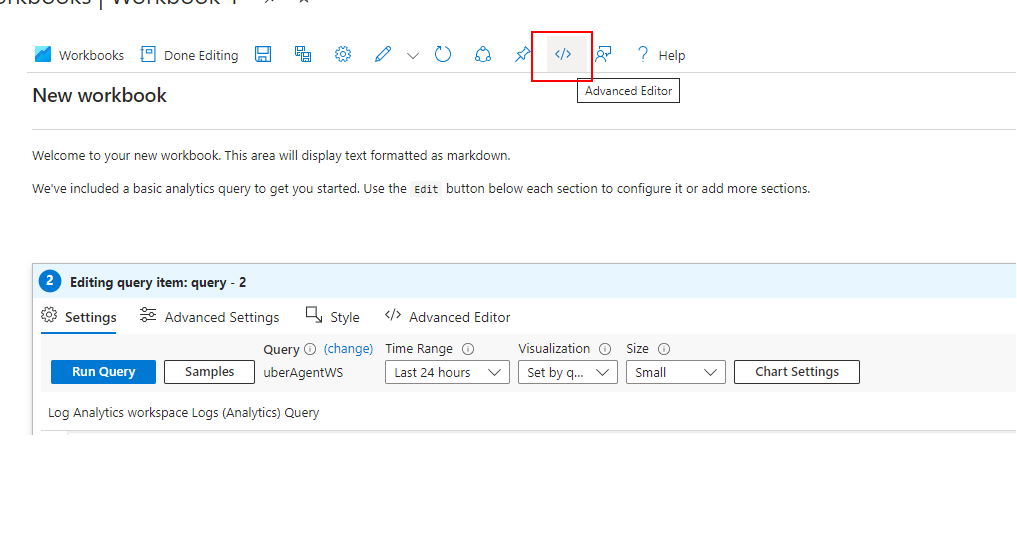 Workbooks Done Editing Help
Advanced Editor
New workbook
Welcome to your new workbook. This area will display text formatted as markdown.
We've included a basic analytics query to get you started. Use the Edit button below each section to configure it or add more sections.
2 Editing query item: query - 2
Settings Advanced Settings Style </> Advanced Editor
Query (change) Time Range Visualization Size
Run Query Samples uberAgentWS Last 24 hours Set by q... Small Chart Settings
Log Analytics workspace Logs (Analytics) Query